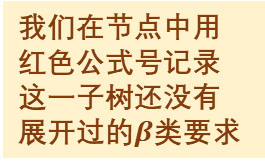 我们在节点中用
红色公式号记录
这一子树还没有
展开过的β类要求